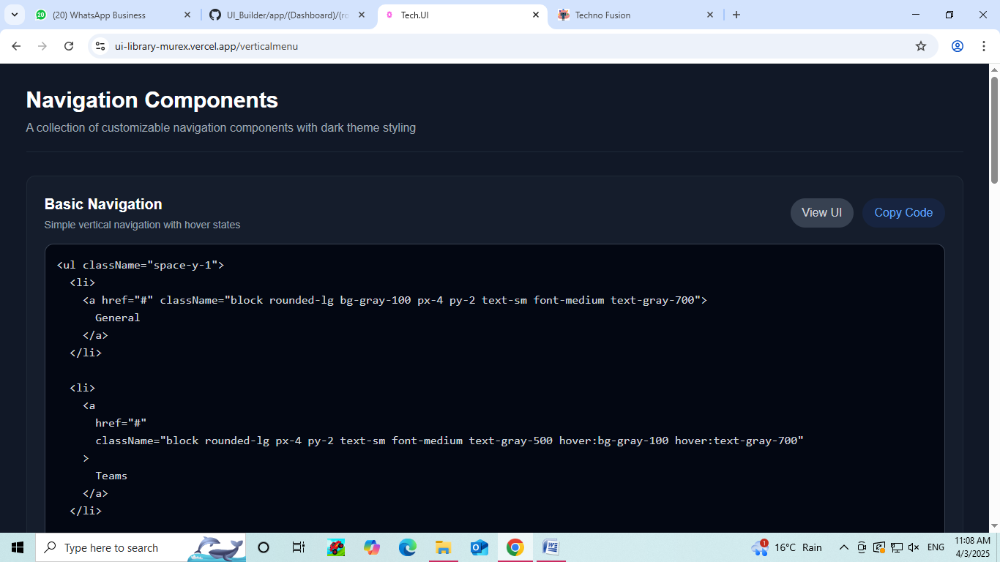 20
(20) WhatsApp Business
UI_Builder/app/(Dashboard)/(ro
Tech.UI
Techno Fusion
ui-library-murex.vercel.app/verticalmenu
Navigation Components
A collection of customizable navigation components with dark theme styling
Basic Navigation
Simple vertical navigation with hover states
View UI
Copy Code
<ul className="space-y-1">
<li>
<a href="#" className="block rounded-lg bg-gray-100 px-4 py-2 text-sm font-medium text-gray-700">
General
</a>
</li>
<li>
<a
href="#"
className="block rounded-lg px-4 py-2 text-sm font-medium text-gray-500 hover:bg-gray-100 hover:text-gray-700"
>
Teams
</a>
</li>
Type here to search
1
16°C Rain
ENG
11:08 AM
4/3/2025